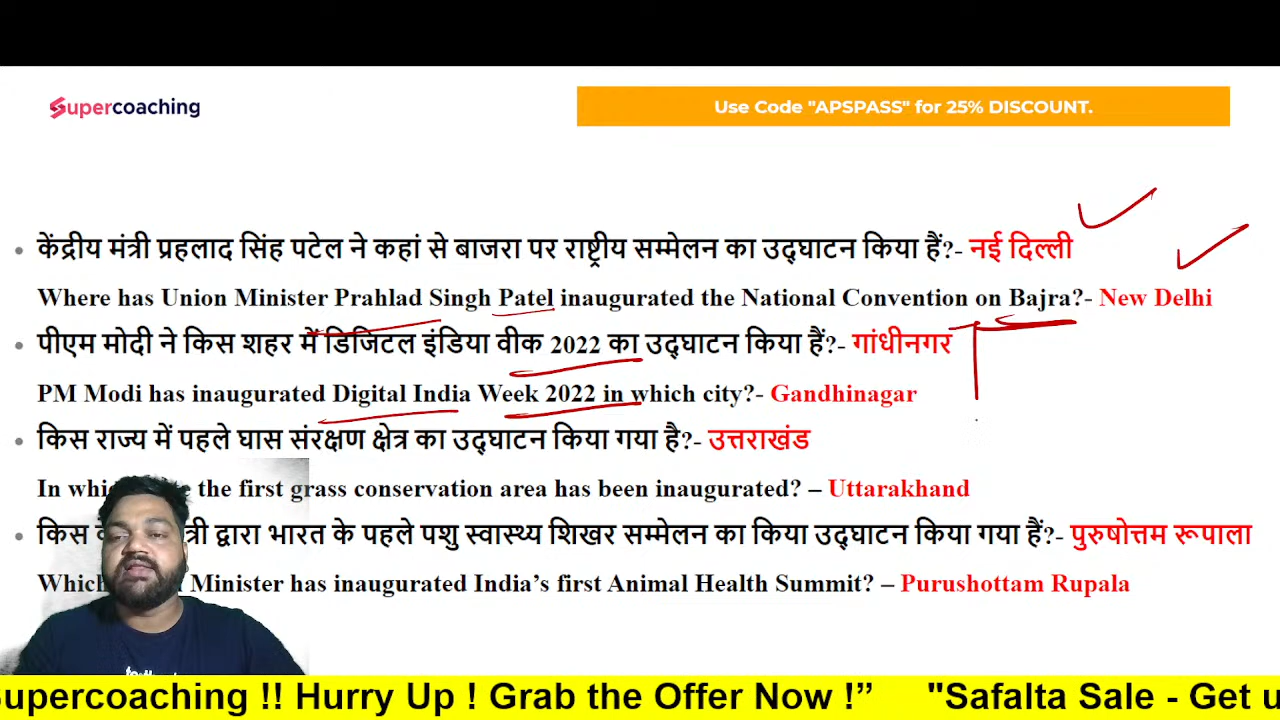 Supercoaching
Use Code "APSPASS" for 25% DISCOUNT.
केंद्रीय मंत्री प्रहलाद सिंह पटेल ने कहां से बाजरा पर राष्ट्रीय सम्मेलन का उद्घाटन किया हैं?- नई दिल्ली
Where has Union Minister Prahlad Singh Patel inaugurated the National Convention on Bajra?- New Delhi
पीएम मोदी ने किस शहर में डिजिटल इंडिया वीक 2022 का उद्घाटन किया हैं?- गांधीनगर
PM Modi has inaugurated Digital India Week 2022 in which city?- Gandhinagar
किस राज्य में पहले घास संरक्षण क्षेत्र का उद्घाटन किया गया है?- उत्तराखंड
In the first grass conservation area has been inaugurated? – Uttarakhand
किस द्वारा भारत के पहले पशु स्वास्थ्य शिखर सम्मेलन का किया उद्घाटन किया गया हैं?- पुरुषोत्तम रूपाला
Minister has inaugurated India's first Animal Health Summit? – Purushottam Rupala
Supercoaching !! Hurry Up ! Grab the Offer Now !” "Safalta Sale - Get u